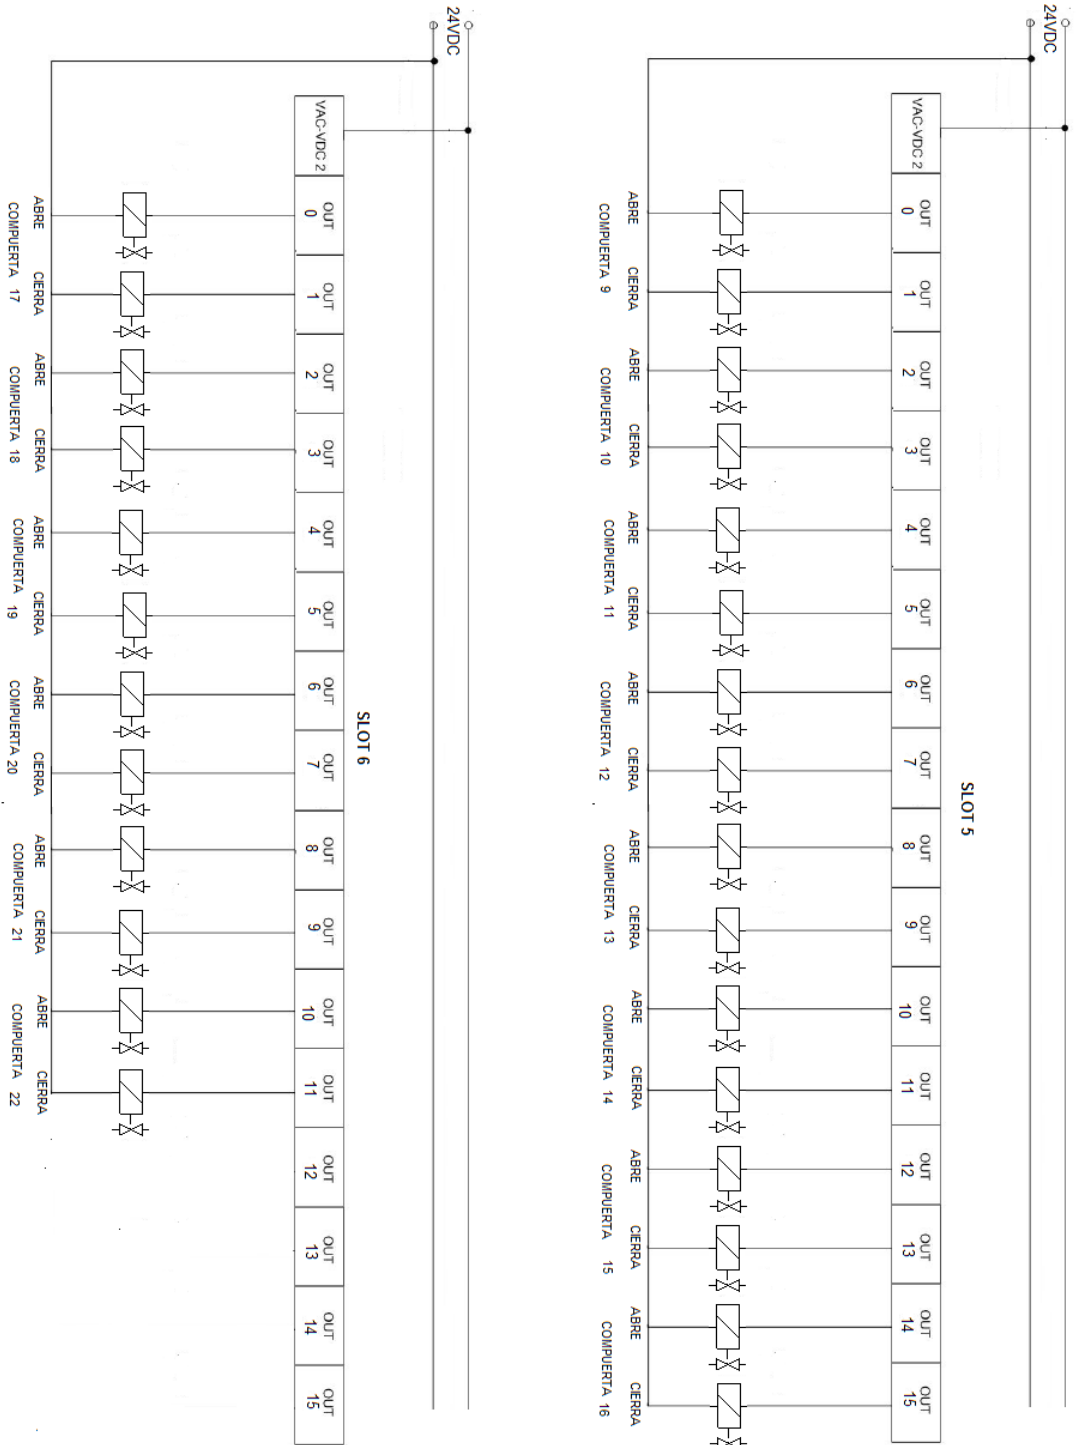 24VDC
SLOT 5
VAC-VDC 2
OUT 0
OUT 1
OUT 2
OUT 3
OUT 4
OUT 5
OUT 6
OUT 7
OUT 8
OUT 9
OUT 10
OUT 11
OUT 12
OUT 13
OUT 14
OUT 15
ABRE CIERRA ABRE CIERRA ABRE CIERRA ABRE CIERRA ABRE CIERRA ABRE CIERRA ABRE CIERRA ABRE CIERRA
COMPUERTA 9 COMPUERTA 10 COMPUERTA 11 COMPUERTA 12 COMPUERTA 13 COMPUERTA 14 COMPUERTA 15 COMPUERTA 16
24VDC
SLOT 6
VAC-VDC 2
OUT 0
OUT 1
OUT 2
OUT 3
OUT 4
OUT 5
OUT 6
OUT 7
OUT 8
OUT 9
OUT 10
OUT 11
OUT 12
OUT 13
OUT 14
OUT 15
ABRE CIERRA ABRE CIERRA ABRE CIERRA ABRE CIERRA ABRE CIERRA ABRE CIERRA
COMPUERTA 17 COMPUERTA 18 COMPUERTA 19 COMPUERTA 20 COMPUERTA 21 COMPUERTA 22